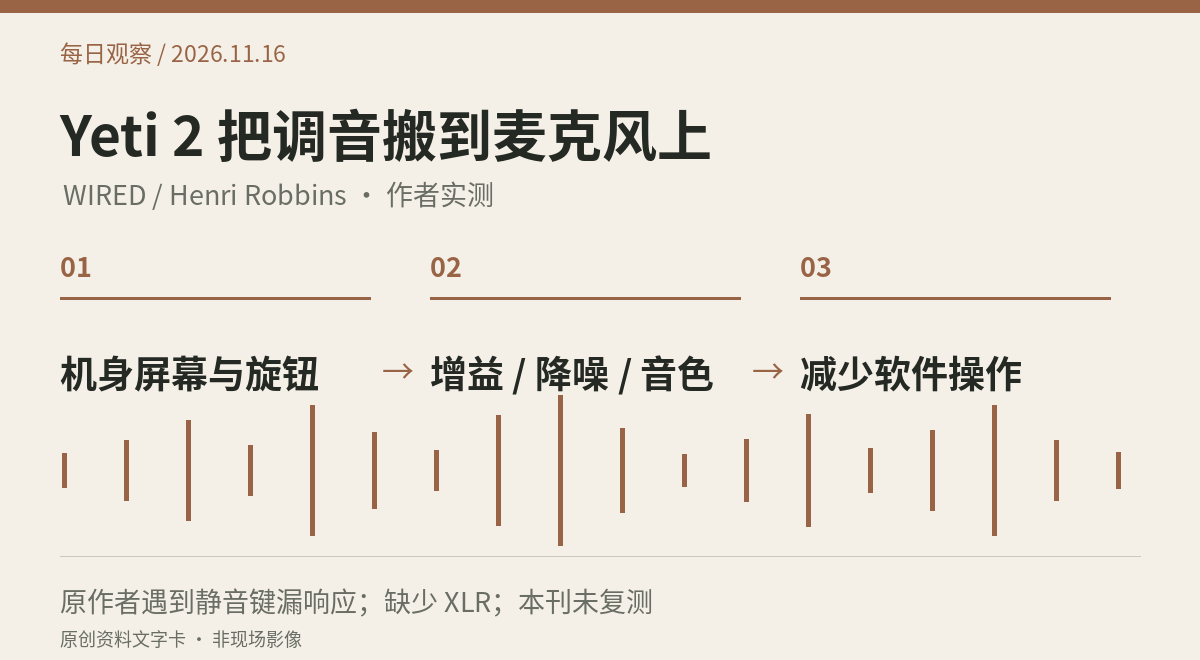 每日观察 / 2026.11.16
Yeti 2 把调音搬到麦克风上
WIRED / Henri Robbins · 作者实测
01
02
03
机身屏幕与旋钮 → 增益 / 降噪 / 音色 → 减少软件操作
原作者遇到静音键漏响应；缺少 XLR；本刊未复测
原创资料文字卡 · 非现场影像